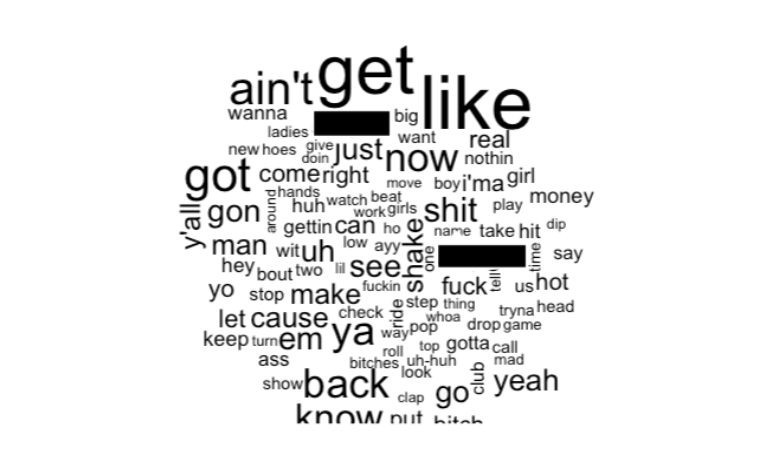 get
ain't
like
wanna
big
ladies
want
real
new hoes
give
just
now
doin
nothin
got
come right
move
boy i'ma girl
hands
huh
watch
beat
money
around
gon
work girls
shit
play
y'all
gettin can
ho
name
take hit
dip
man
wit uh
low
ayy
shake
one
time
say
hey
bout
two
lil
see
fuckin
fuck
tell
us hot
yo
stop
make
ride
step
thing
tryna
head
let
cause
check
whoa
keep
turn em
ya
way pop
drop game
roll
top
gotta call
ass
bitches
uh-huh
mad
look
show back
clap
go
club
yeah
know
put
bitch